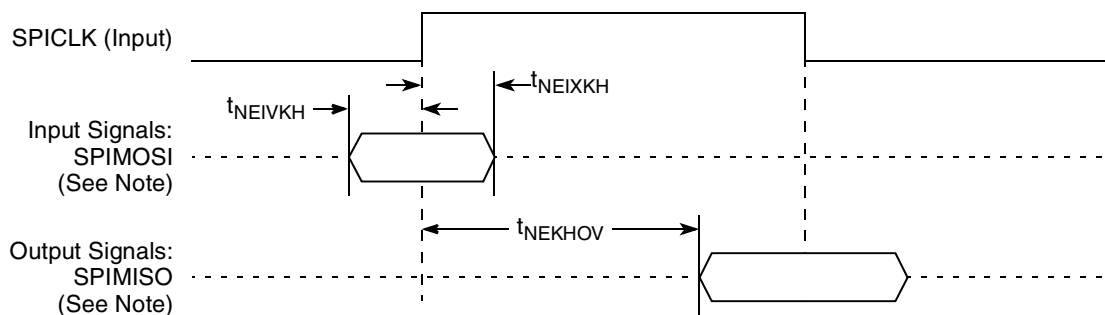 SPICLK (Input)
tNEIXKH
tNEIVKH
Input Signals:
SPIMOSI
(See Note)
tNEKHOV
Output Signals:
SPIMISO
(See Note)